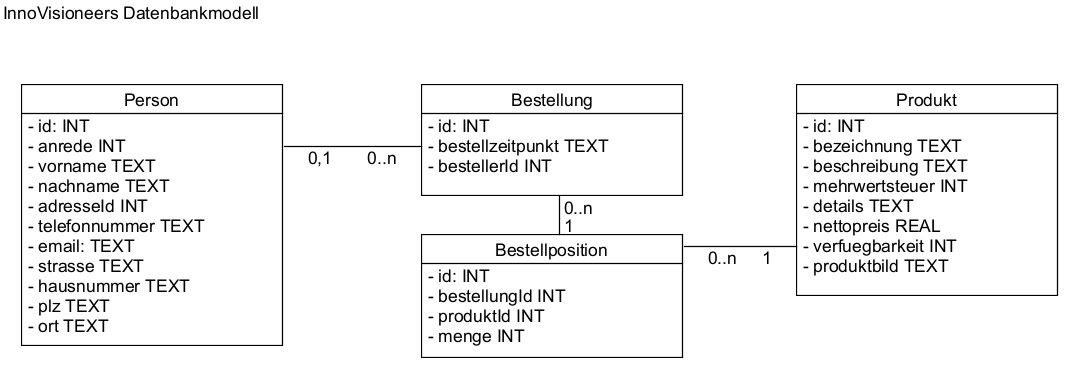 InnoVisioneers Datenbankmodell
Person
- id: INT
- anrede INT
- vorname TEXT
- nachname TEXT
- adresseId INT
- telefonnummer TEXT
- email: TEXT
- strasse TEXT
- hausnummer TEXT
- plz TEXT
- ort TEXT
0,1
0..n
Bestellung
- id: INT
- bestellzeitpunkt TEXT
- bestellerId INT
0..n
1
Bestellposition
- id: INT
- bestellungId INT
- produktId INT
- menge INT
0..n
1
Produkt
- id: INT
- bezeichnung TEXT
- beschreibung TEXT
- mehrwertsteuer INT
- details TEXT
- nettopreis REAL
- verfuegbarkeit INT
- produktbild TEXT